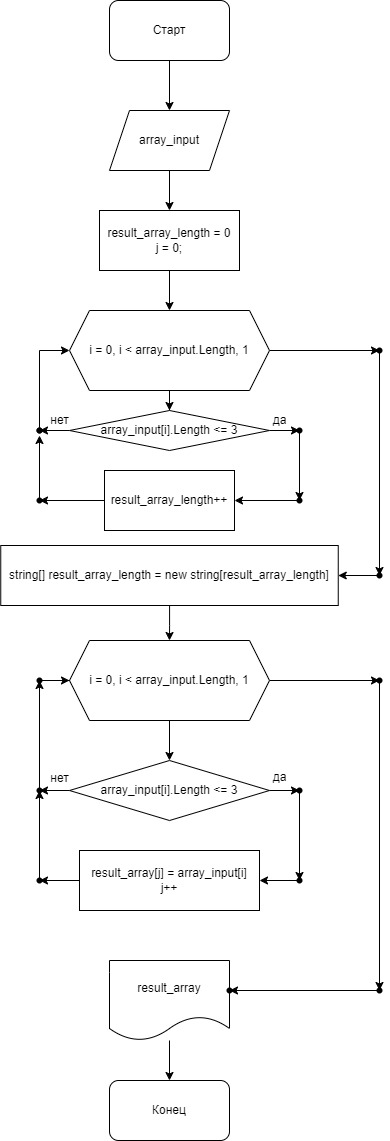 Старт
array_input
result_array_length = 0
j = 0;
i = 0, i < array_input.Length, 1
нет
да
array_input[i].Length <= 3
result_array_length++
string[] result_array_length = new string[result_array_length]
i = 0, i < array_input.Length, 1
нет
да
array_input[i].Length <= 3
result_array[j] = array_input[i]
j++
result_array
Конец